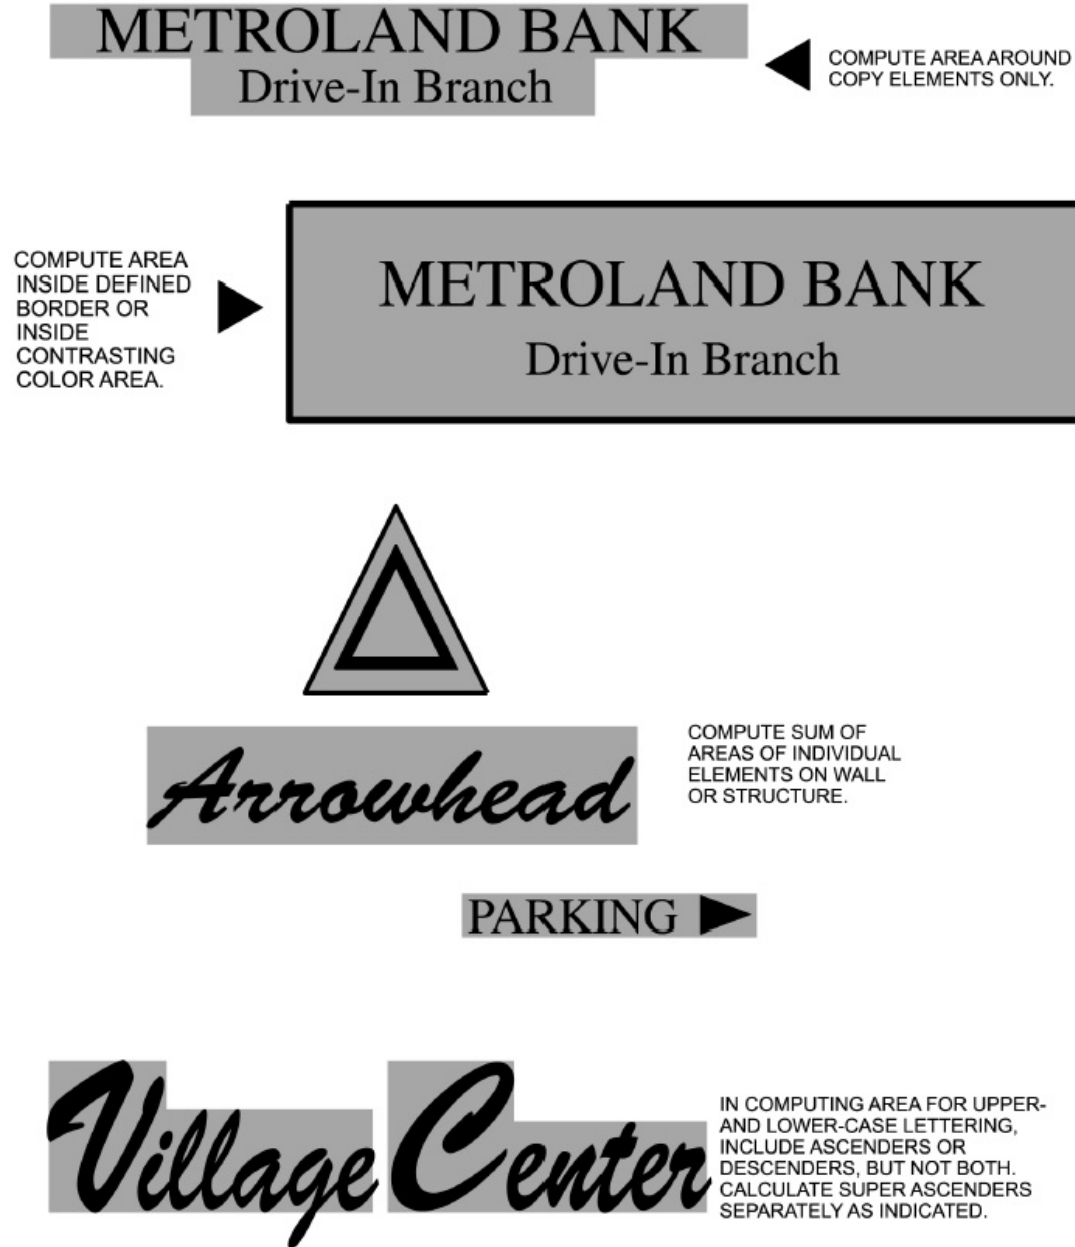 METROLAND BANK
Drive-In Branch
COMPUTE AREA AROUND
COPY ELEMENTS ONLY.
COMPUTE AREA
INSIDE DEFINED
BORDER OR
INSIDE
CONTRASTING
COLOR AREA.
METROLAND BANK
Drive-In Branch
Arrowhead
COMPUTE SUM OF
AREAS OF INDIVIDUAL
ELEMENTS ON WALL
OR STRUCTURE.
PARKING
Village Center
IN COMPUTING AREA FOR UPPER-
AND LOWER-CASE LETTERING,
INCLUDE ASCENDERS OR
DESCENDERS, BUT NOT BOTH.
CALCULATE SUPER ASCENDERS
SEPARATELY AS INDICATED.